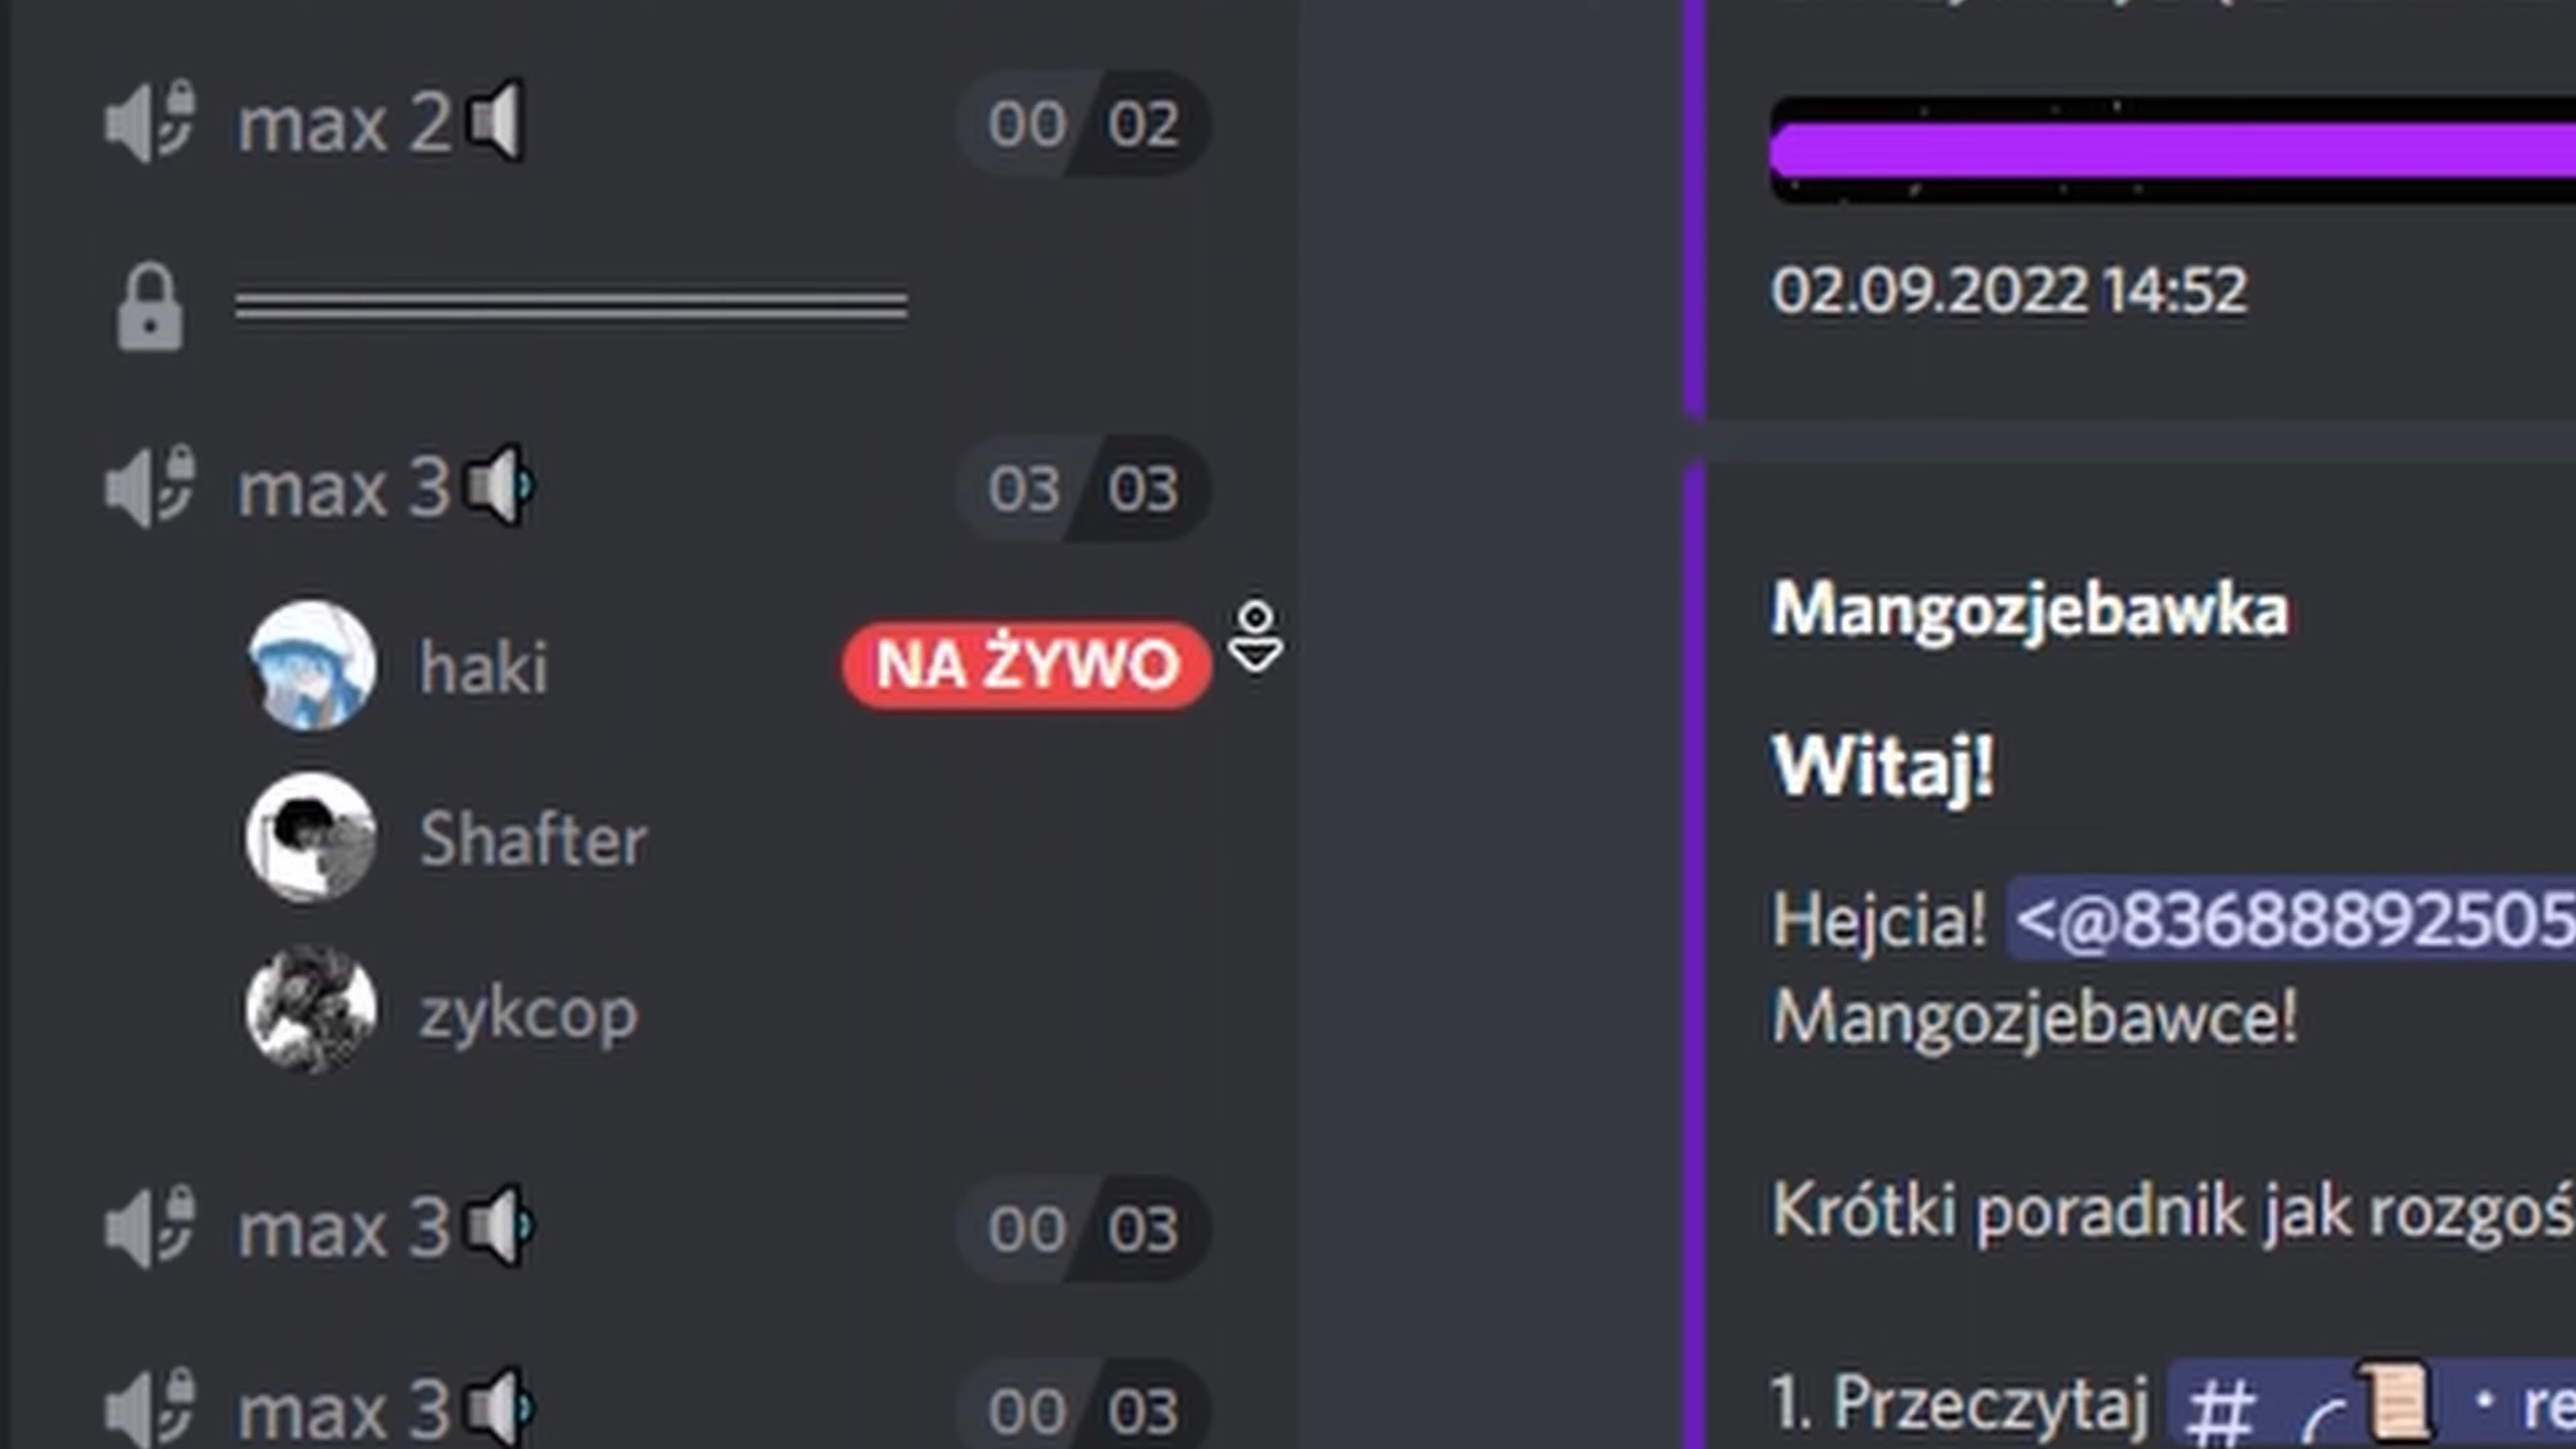 max 2
00 02
max 3
03 03
haki
NA ŻYWO
Shafter
zykcop
max 3
00 03
max 3
00 03
02.09.2022 14:52
Mangozjebawka
Witaj!
Hejcia! <@83688892505
Mangozjebawce!
Krótki poradnik jak rozgoś
1. Przeczytaj # ╭📜・re